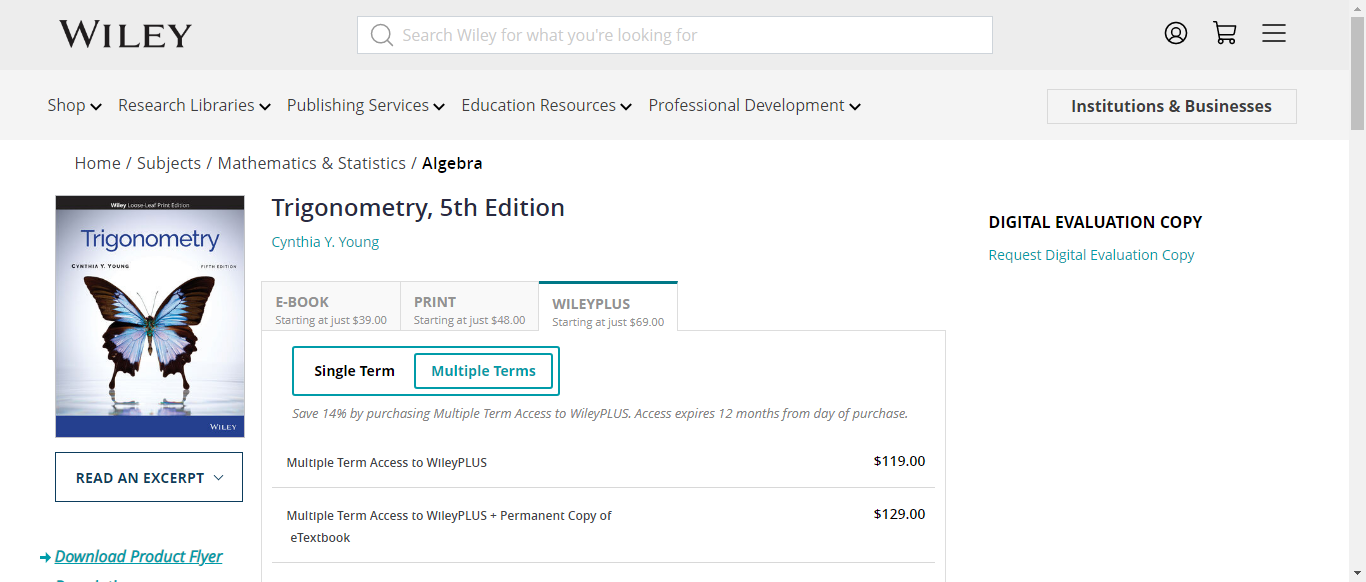 WILEY
Search Wiley for what you're looking for
Shop Research Libraries Publishing Services Education Resources Professional Development
Institutions & Businesses
Home / Subjects / Mathematics & Statistics / Algebra
Wiley Loose-Leaf Print Edition
Trigonometry
CYNTHIA Y. YOUNG
FIFTH EDITION
WILEY
READ AN EXCERPT
Download Product Flyer
Trigonometry, 5th Edition
Cynthia Y. Young
E-BOOK
Starting at just $39.00
PRINT
Starting at just $48.00
WILEYPLUS
Starting at just $69.00
Single Term
Multiple Terms
Save 14% by purchasing Multiple Term Access to WileyPLUS. Access expires 12 months from day of purchase.
Multiple Term Access to WileyPLUS $119.00
Multiple Term Access to WileyPLUS + Permanent Copy of $129.00
eTextbook
DIGITAL EVALUATION COPY
Request Digital Evaluation Copy